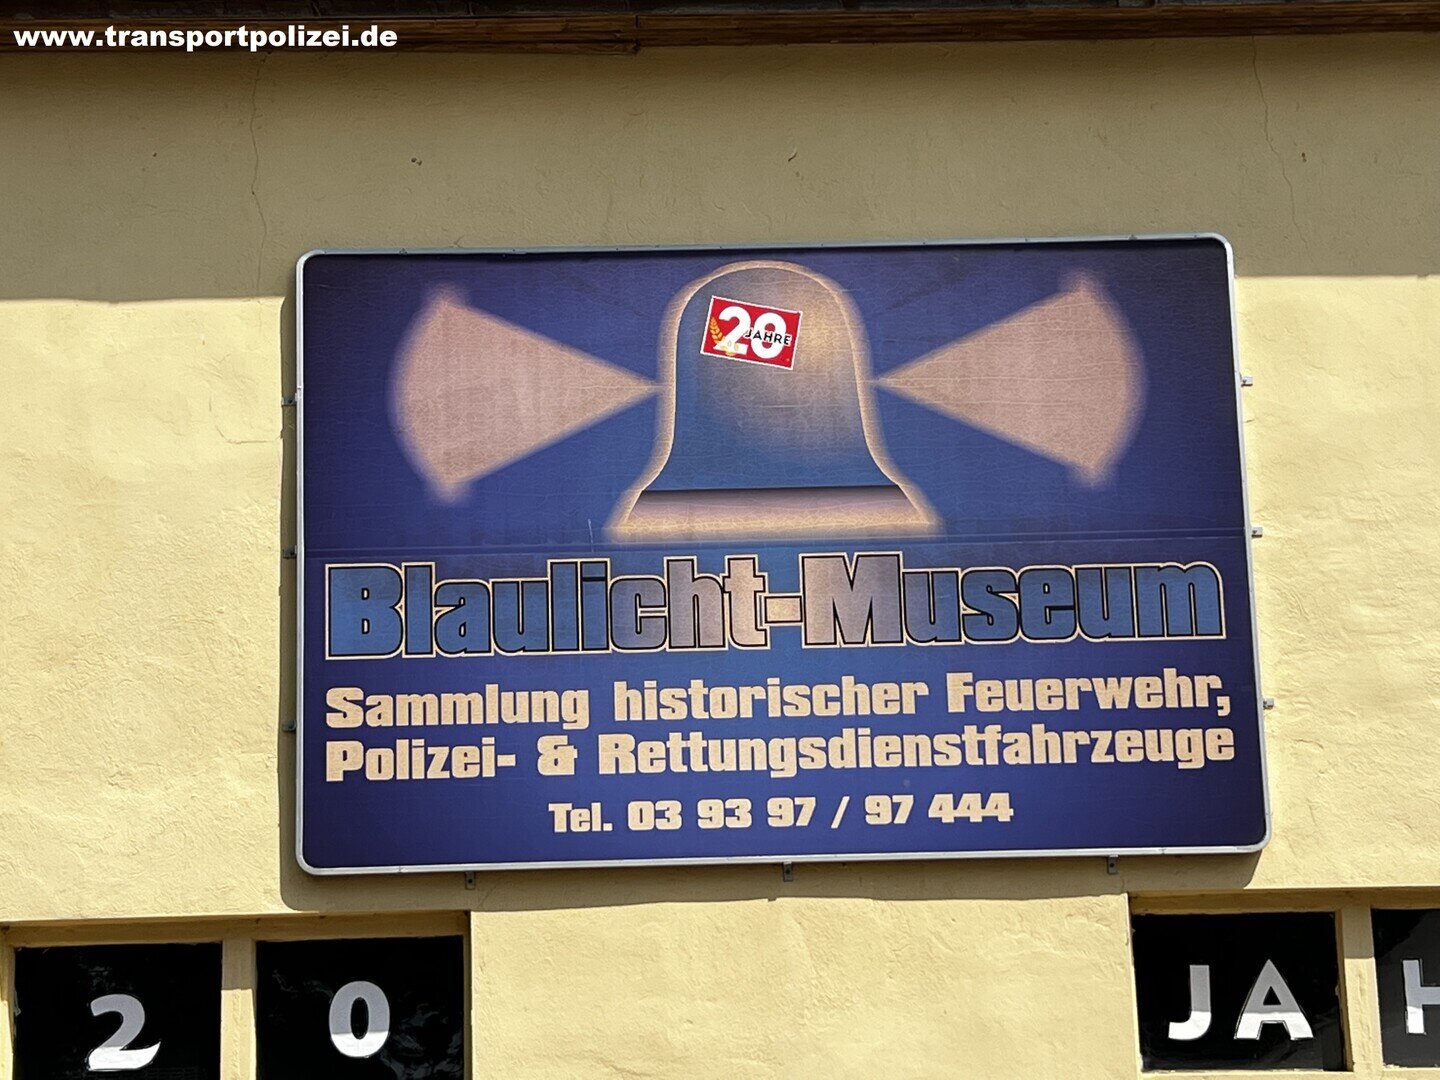 www.transportpolizei.de
20
JAHRE
Blaulicht-Museum
Sammlung historischer Feuerwehr,
Polizei- & Rettungsdienstfahrzeuge
Tel. 03 93 97 / 97 444
2 0 JAH